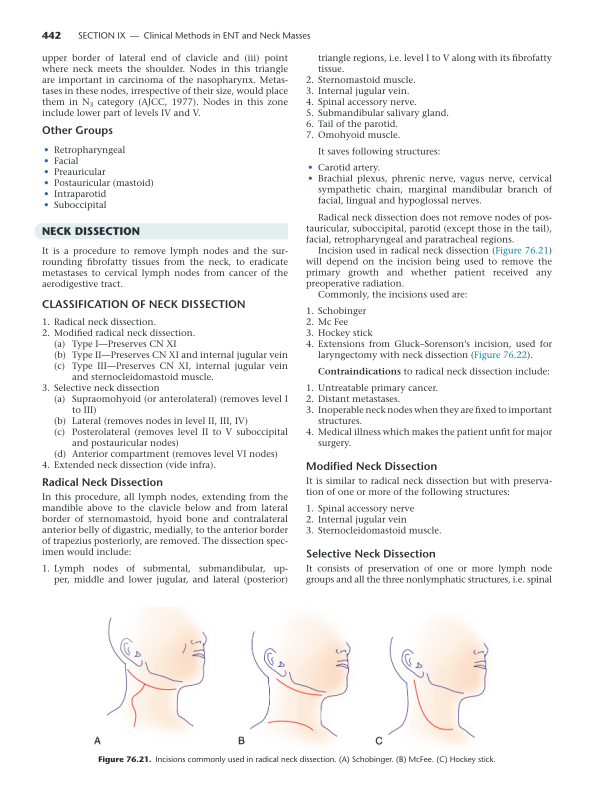 442 SECTION IX — Clinical Methods in ENT and Neck Masses
upper border of lateral end of clavicle and (iii) point
where neck meets the shoulder. Nodes in this triangle
are important in carcinoma of the nasopharynx. Metas-
tases in these nodes, irrespective of their size, would place
them in N3 category (AJCC, 1977). Nodes in this zone
include lower part of levels IV and V.
Other Groups
• Retropharyngeal
• Facial
• Preauricular
• Postauricular (mastoid)
• Intraparotid
• Suboccipital
NECK DISSECTION
It is a procedure to remove lymph nodes and the sur-
rounding fibrofatty tissues from the neck, to eradicate
metastases to cervical lymph nodes from cancer of the
aerodigestive tract.
CLASSIFICATION OF NECK DISSECTION
1. Radical neck dissection.
2. Modified radical neck dissection.
(a) Type I—Preserves CN XI
(b) Type II—Preserves CN XI and internal jugular vein
(c) Type III—Preserves CN XI, internal jugular vein
and sternocleidomastoid muscle.
3. Selective neck dissection
(a) Supraomohyoid (or anterolateral) (removes level I
to III)
(b) Lateral (removes nodes in level II, III, IV)
(c) Posterolateral (removes level II to V suboccipital
and postauricular nodes)
(d) Anterior compartment (removes level VI nodes)
4. Extended neck dissection (vide infra).
Radical Neck Dissection
In this procedure, all lymph nodes, extending from the
mandible above to the clavicle below and from lateral
border of sternomastoid, hyoid bone and contralateral
anterior belly of digastric, medially, to the anterior border
of trapezius posteriorly, are removed. The dissection spec-
imen would include:
1. Lymph nodes of submental, submandibular, up-
per, middle and lower jugular, and lateral (posterior)
triangle regions, i.e. level I to V along with its fibrofatty
tissue.
2. Sternomastoid muscle.
3. Internal jugular vein.
4. Spinal accessory nerve.
5. Submandibular salivary gland.
6. Tail of the parotid.
7. Omohyoid muscle.
It saves following structures:
• Carotid artery.
• Brachial plexus, phrenic nerve, vagus nerve, cervical
sympathetic chain, marginal mandibular branch of
facial, lingual and hypoglossal nerves.
Radical neck dissection does not remove nodes of pos-
tauricular, suboccipital, parotid (except those in the tail),
facial, retropharyngeal and paratracheal regions.
Incision used in radical neck dissection (Figure 76.21)
will depend on the incision being used to remove the
primary growth and whether patient received any
preoperative radiation.
Commonly, the incisions used are:
1. Schobinger
2. Mc Fee
3. Hockey stick
4. Extensions from Gluck–Sorenson's incision, used for
laryngectomy with neck dissection (Figure 76.22).
Contraindications to radical neck dissection include:
1. Untreatable primary cancer.
2. Distant metastases.
3. Inoperable neck nodes when they are fixed to important
structures.
4. Medical illness which makes the patient unfit for major
surgery.
Modified Neck Dissection
It is similar to radical neck dissection but with preserva-
tion of one or more of the following structures:
1. Spinal accessory nerve
2. Internal jugular vein
3. Sternocleidomastoid muscle.
Selective Neck Dissection
It consists of preservation of one or more lymph node
groups and all the three nonlymphatic structures, i.e. spinal
A
B
C
Figure 76.21. Incisions commonly used in radical neck dissection. (A) Schobinger. (B) McFee. (C) Hockey stick.